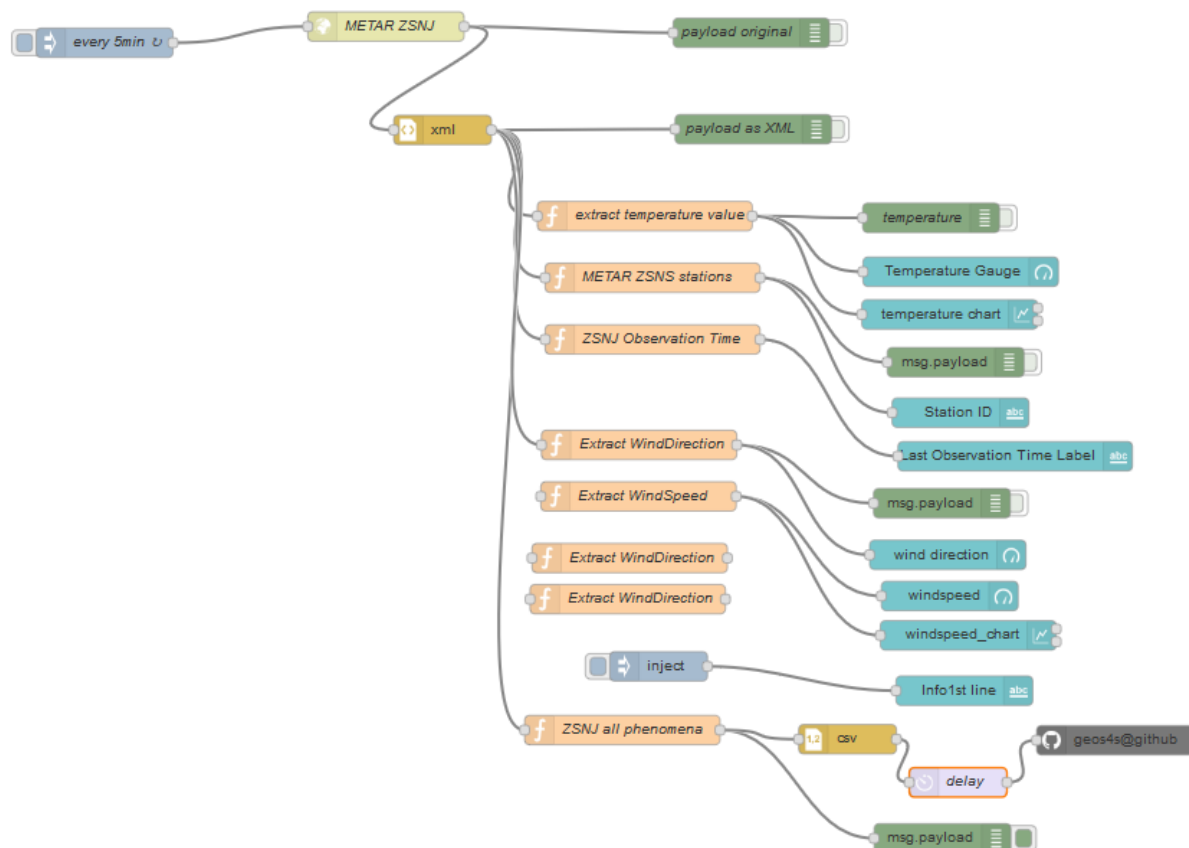 every 5min ↻
METAR ZSNJ
payload original
xml
payload as XML
extract temperature value
temperature
METAR ZSNS stations
Temperature Gauge
temperature chart
ZSNJ Observation Time
msg.payload
Station ID
abc
Extract WindDirection
Last Observation Time Label
abc
Extract WindSpeed
msg.payload
Extract WindDirection
wind direction
Extract WindDirection
windspeed
windspeed_chart
inject
Info1st line
abc
ZSNJ all phenomena
1,2
csv
geos4s@github
delay
msg.payload